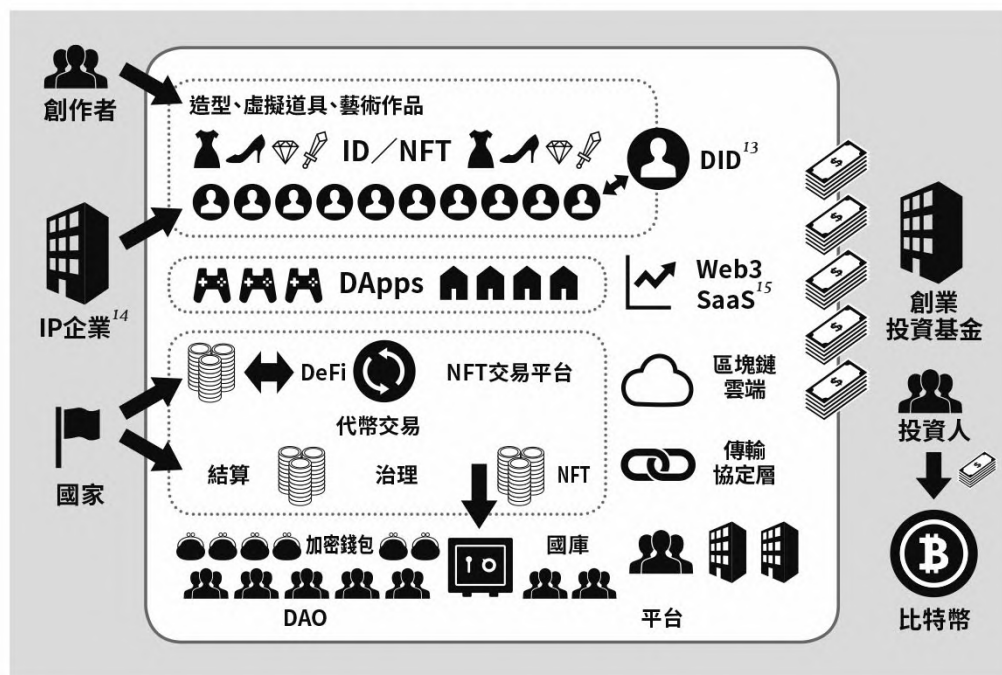 創作者
造型、虛擬道具、藝術作品
ID／NFT
DID13
IP企業14
DApps
Web3
SaaS15
創業
投資基金
DeFi
NFT交易平台
代幣交易
區塊鏈
雲端
投資人
國家
結算
治理
NFT
傳輸
協定層
加密錢包
國庫
DAO
平台
比特幣